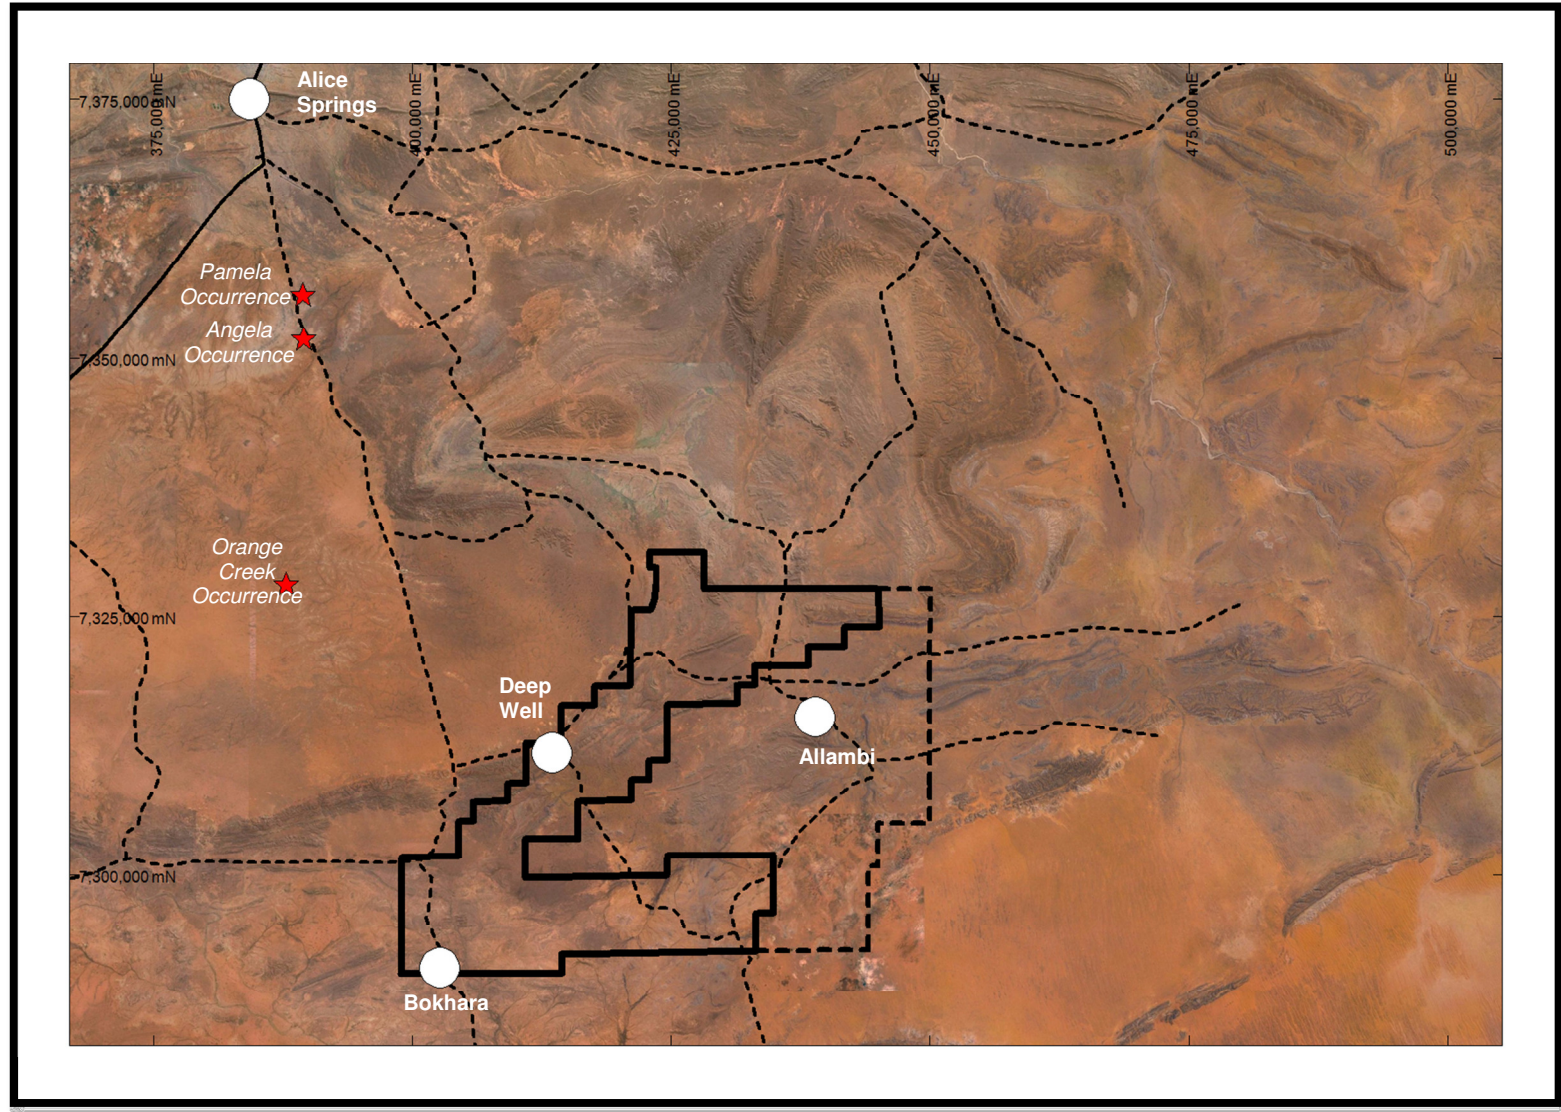 Alice
Springs
7,375,000 mN
375,000 mE
400,000 mE
425,000 mE
450,000 mE
475,000 mE
500,000 mE
Pamela
Occurrence
Angela
Occurrence
7,350,000 mN
Orange
Creek
Occurrence
7,325,000 mN
Deep
Well
Allambi
7,300,000 mN
Bokhara